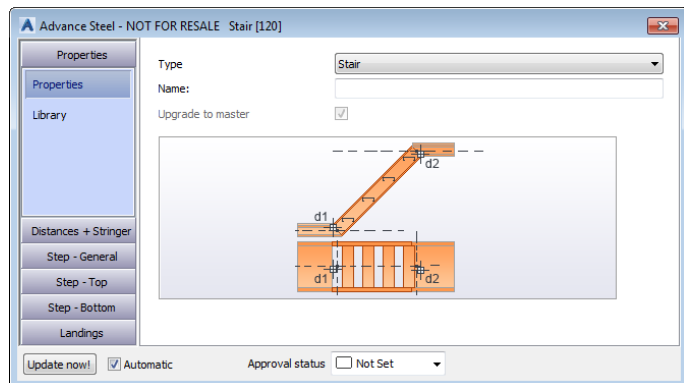 Advance Steel - NOT FOR RESALE Stair [120]
Properties
Properties
Library
Distances + Stringer
Step - General
Step - Top
Step - Bottom
Landings
Type
Stair
Name:
Upgrade to master
d2
d1
d1
d2
Update now!
Automatic
Approval status
Not Set